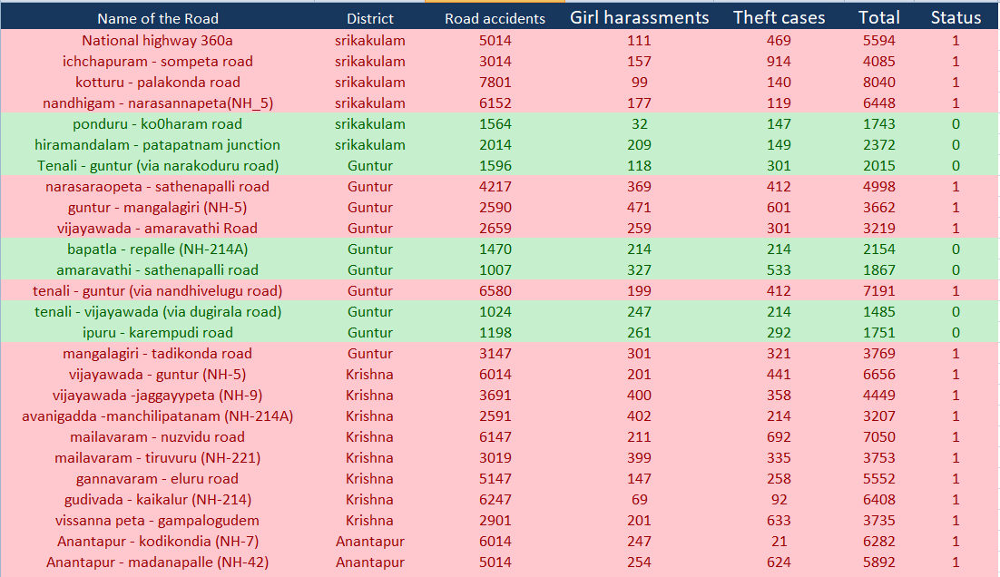 Name of the Road District Road accidents Girl harassments Theft cases Total Status
National highway 360a srikakulam 5014 111 469 5594 1
ichchapuram - sompeta road srikakulam 3014 157 914 4085 1
kotturu - palakonda road srikakulam 7801 99 140 8040 1
nandhigam - narasannapeta(NH_5) srikakulam 6152 177 119 6448 1
ponduru - ko0haram road srikakulam 1564 32 147 1743 0
hiramandalam - patapatnam junction srikakulam 2014 209 149 2372 0
Tenali - guntur (via narakoduru road) Guntur 1596 118 301 2015 0
narasaraopeta - sathenapalli road Guntur 4217 369 412 4998 1
guntur - mangalagiri (NH-5) Guntur 2590 471 601 3662 1
vijayawada - amaravathi Road Guntur 2659 259 301 3219 1
bapatla - repalle (NH-214A) Guntur 1470 214 214 2154 0
amaravathi - sathenapalli road Guntur 1007 327 533 1867 0
tenali - guntur (via nandhivelugu road) Guntur 6580 199 412 7191 1
tenali - vijayawada (via dugirala road) Guntur 1024 247 214 1485 0
ipuru - karempudi road Guntur 1198 261 292 1751 0
mangalagiri - tadikonda road Guntur 3147 301 321 3769 1
vijayawada - guntur (NH-5) Krishna 6014 201 441 6656 1
vijayawada -jaggayypeta (NH-9) Krishna 3691 400 358 4449 1
avanigadda -manchilipatanam (NH-214A) Krishna 2591 402 214 3207 1
mailavaram - nuzvidu road Krishna 6147 211 692 7050 1
mailavaram - tiruvuru (NH-221) Krishna 3019 399 335 3753 1
gannavaram - eluru road Krishna 5147 147 258 5552 1
gudivada - kaikalur (NH-214) Krishna 6247 69 92 6408 1
vissanna peta - gampalogudem Krishna 2901 201 633 3735 1
Anantapur - kodikondia (NH-7) Anantapur 6014 247 21 6282 1
Anantapur - madanapalle (NH-42) Anantapur 5014 254 624 5892 1